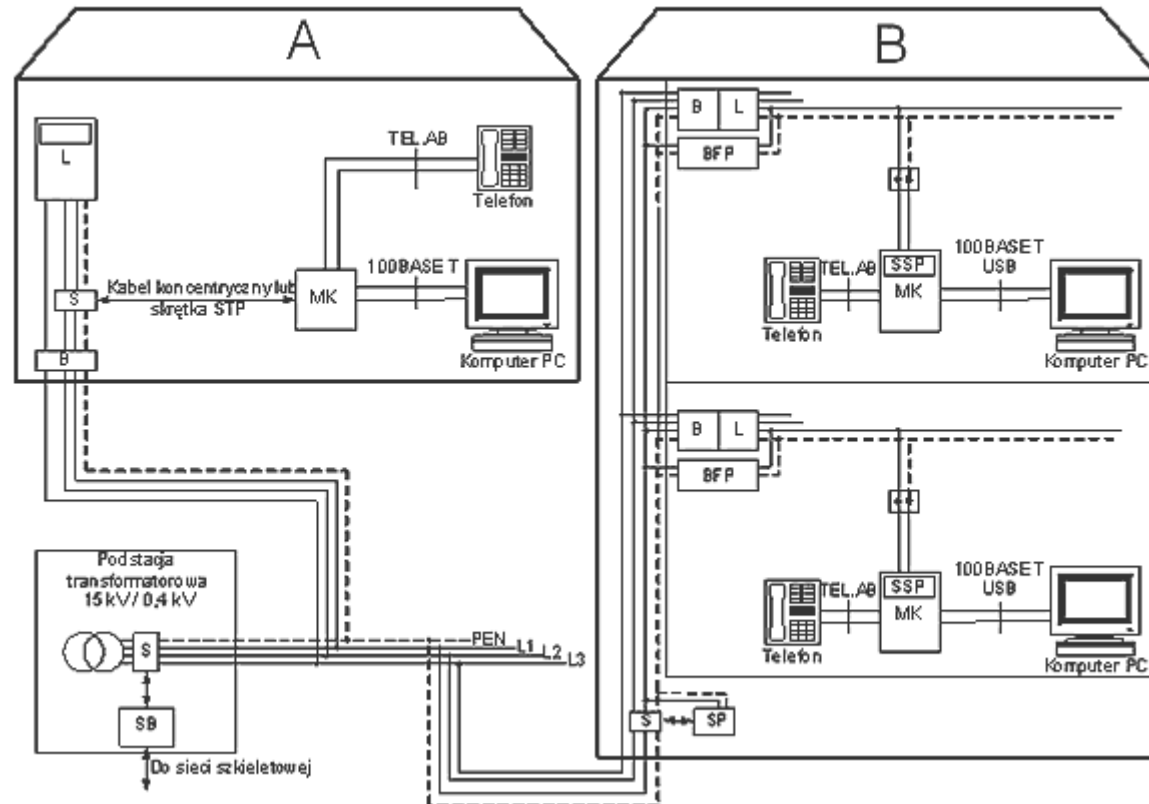 A
L
TEL.AB
Telefon
S
Kabel koncentryczny lub
skrętka STP
MK
100BASE T
B
Komputer PC
Podstacja
transformatorowa
15 kV/ 0,4 kV
S
PEN
L1
L2
L3
SB
Do sieci szkieletowej
B
B
L
BFP
TEL.AB
SSP
MK
100BASE T
USB
Telefon
Komputer PC
B
L
BFP
TEL.AB
SSP
MK
100BASE T
USB
Telefon
Komputer PC
S
SP